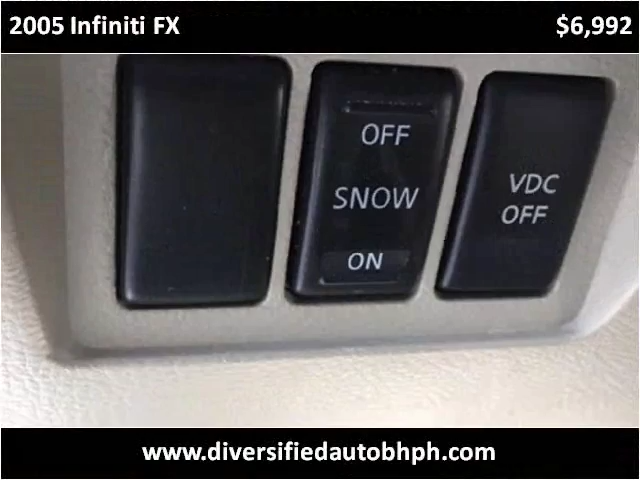 2005 Infiniti FX $6,992
OFF
SNOW
ON
VDC
OFF
www.diversifiedautobhph.com